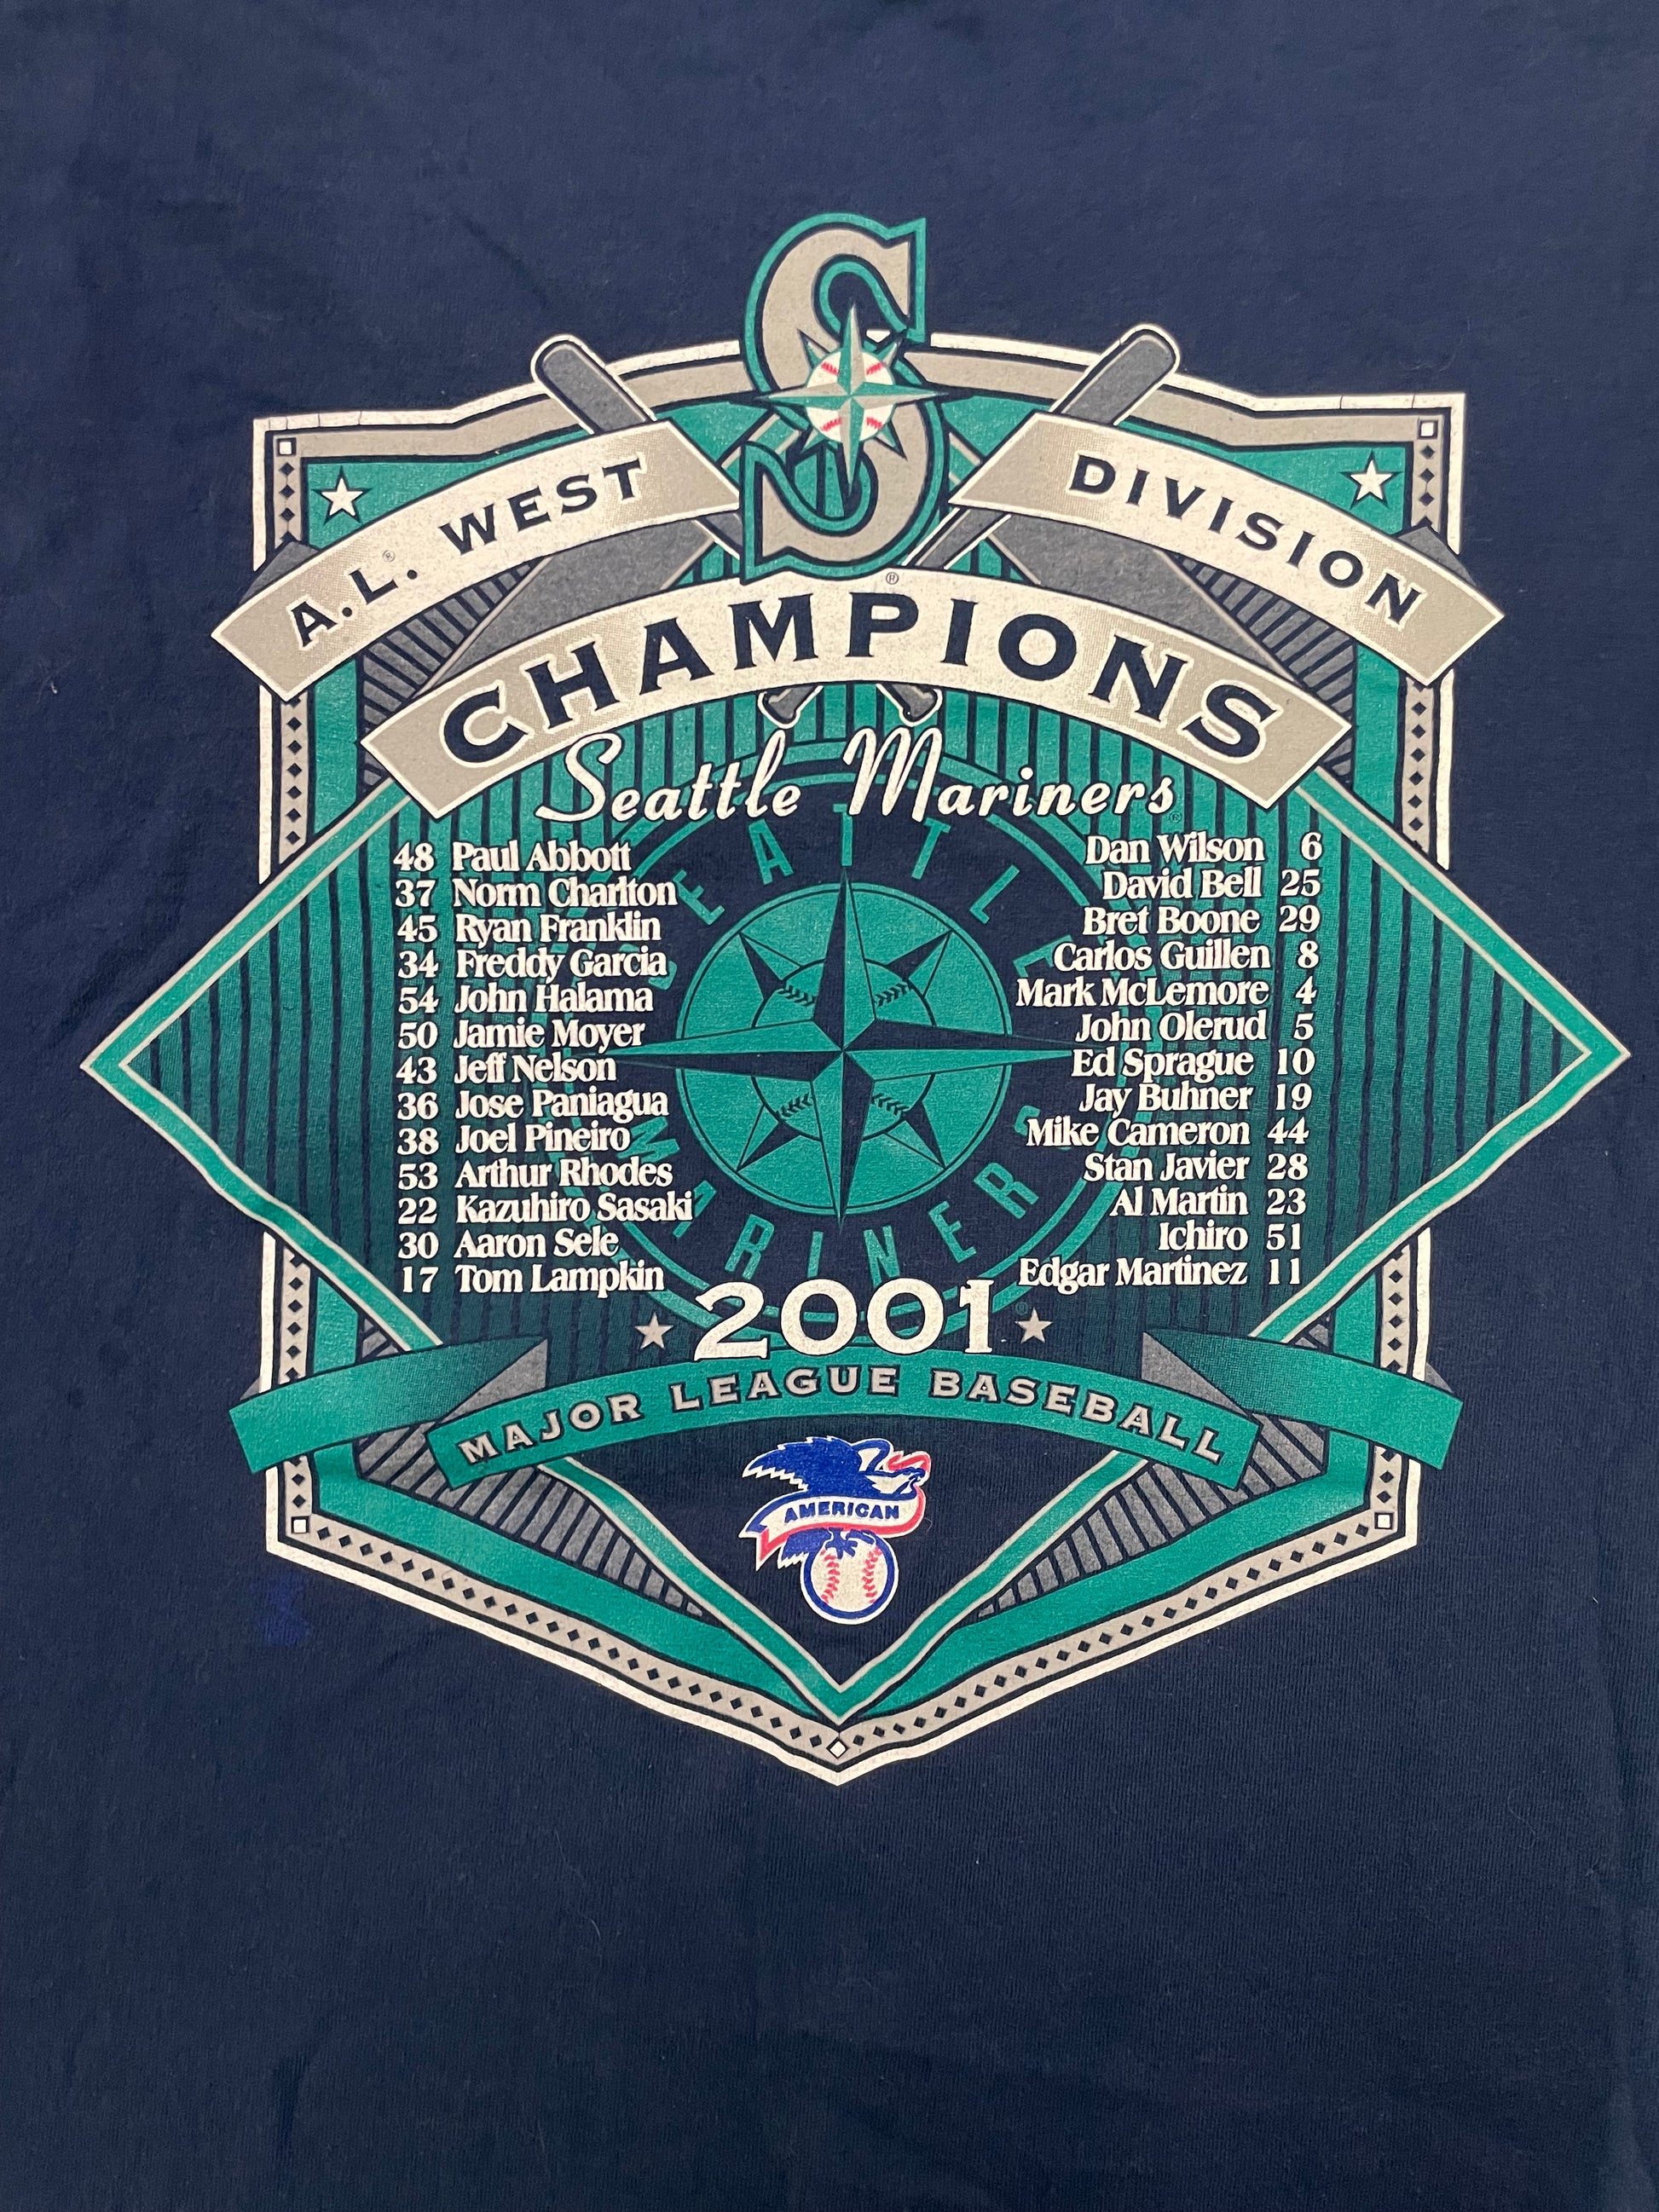 S
A.L.® WEST DIVISION
®
CHAMPIONS
Seattle Mariners®
SEATTLE
48 Paul Abbott
37 Norm Charlton
45 Ryan Franklin
34 Freddy Garcia
54 John Halama
50 Jamie Moyer
43 Jeff Nelson
36 Jose Paniagua
38 Joel Pineiro
53 Arthur Rhodes
22 Kazuhiro Sasaki
30 Aaron Sele
17 Tom Lampkin
Dan Wilson 6
David Bell 25
Bret Boone 29
Carlos Guillen 8
Mark McLemore 4
John Olerud 5
Ed Sprague 10
Jay Buhner 19
Mike Cameron 44
Stan Javier 28
Al Martin 23
Ichiro 51
Edgar Martinez 11
MARINERS
2001
MAJOR LEAGUE BASEBALL
AMERICAN